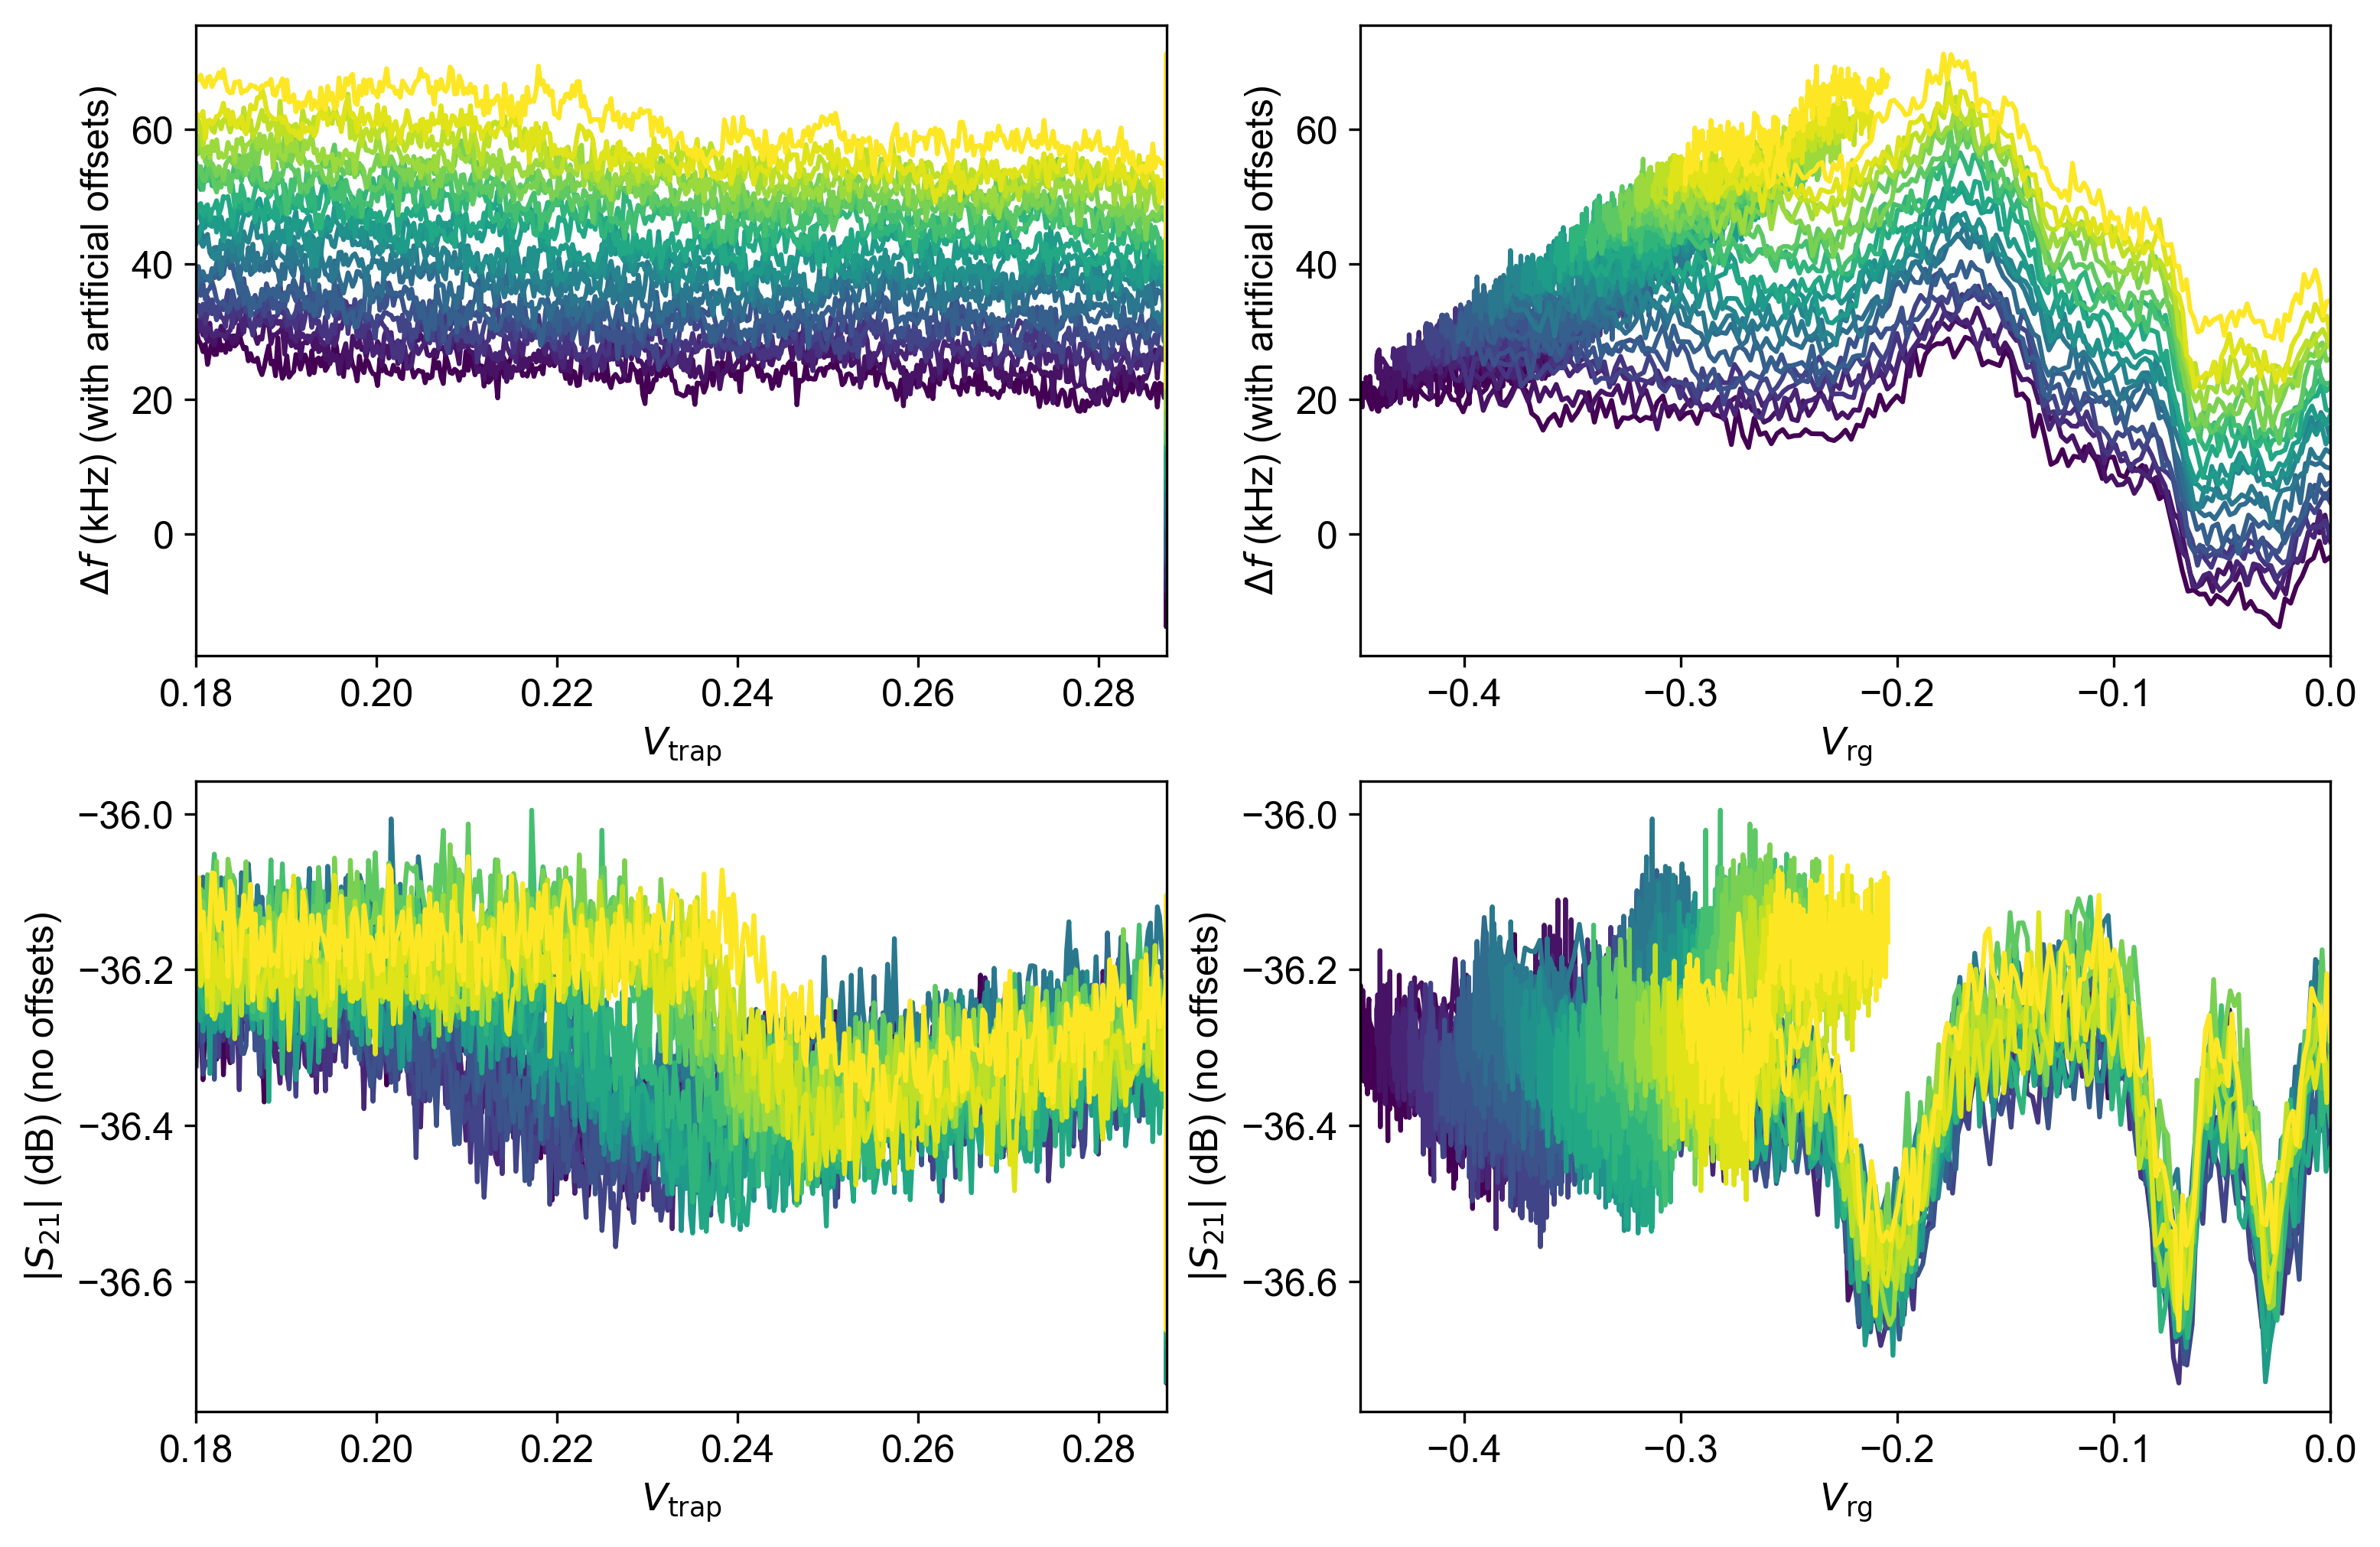 Δf (kHz) (with artificial offsets)
60
40
20
0
0.18 0.20 0.22 0.24 0.26 0.28
V_trap
Δf (kHz) (with artificial offsets)
60
40
20
0
−0.4 −0.3 −0.2 −0.1 0.0
V_rg
|S_21| (dB) (no offsets)
−36.0
−36.2
−36.4
−36.6
0.18 0.20 0.22 0.24 0.26 0.28
V_trap
|S_21| (dB) (no offsets)
−36.0
−36.2
−36.4
−36.6
−0.4 −0.3 −0.2 −0.1 0.0
V_rg